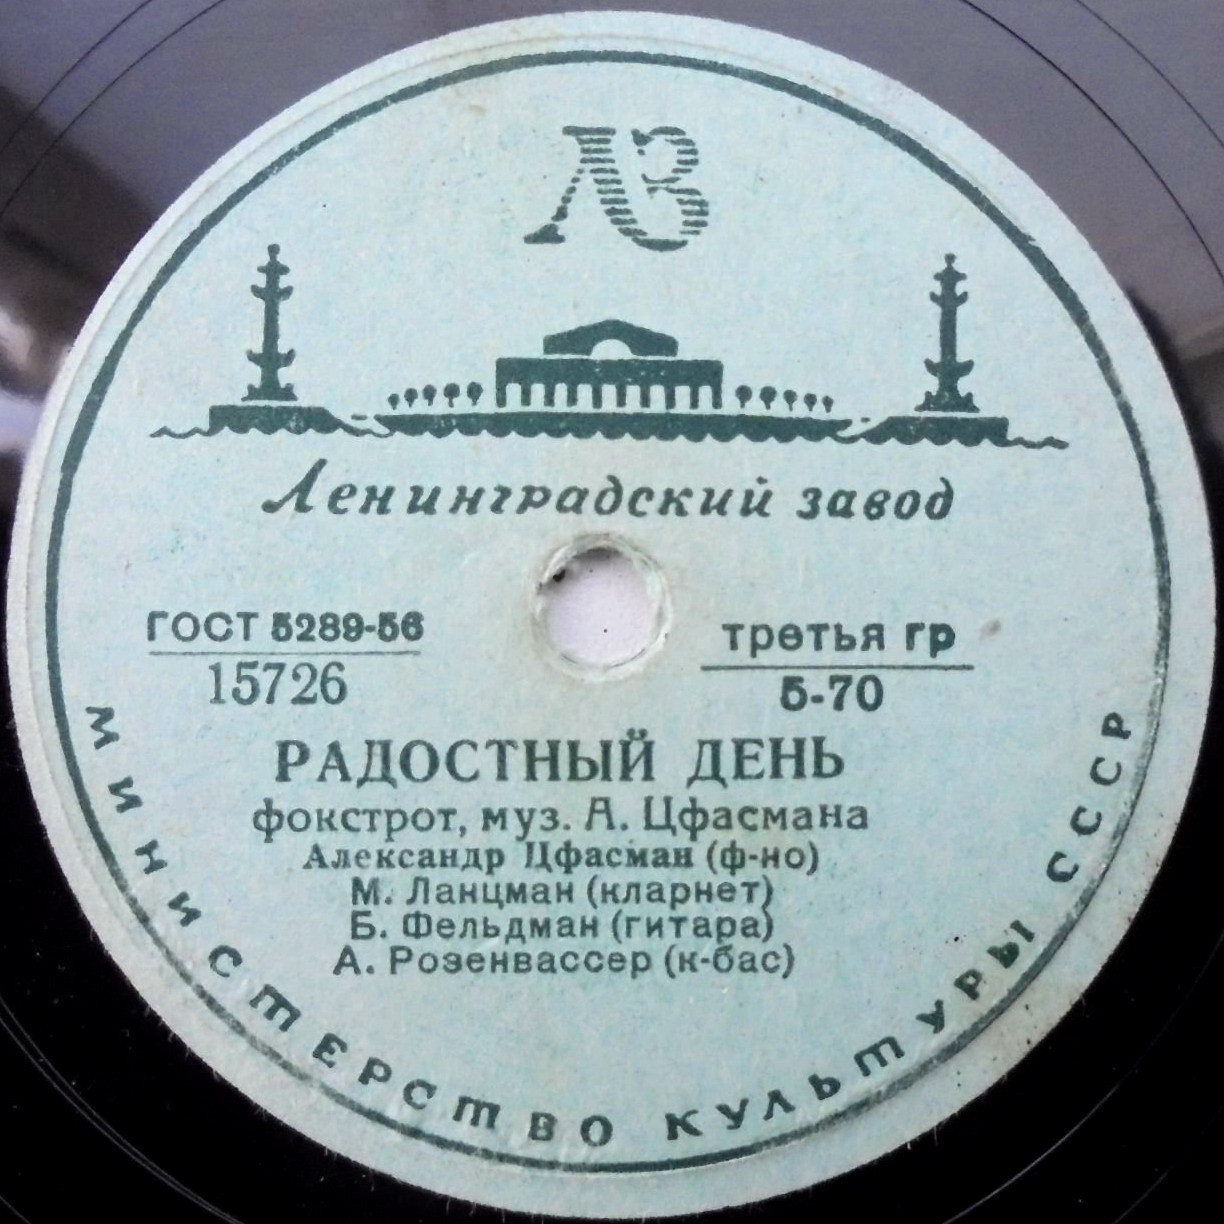 ЛЗ
Ленинградский завод
ГОСТ 5289-56
15726
третья гр
5-70
РАДОСТНЫЙ ДЕНЬ
фокстрот, муз. А. Цфасмана
Александр Цфасман (ф-но)
М. Ланцман (кларнет)
Б. Фельдман (гитара)
А. Розенвассер (к-бас)
МИНИСТЕРСТВО КУЛЬТУРЫ СССР